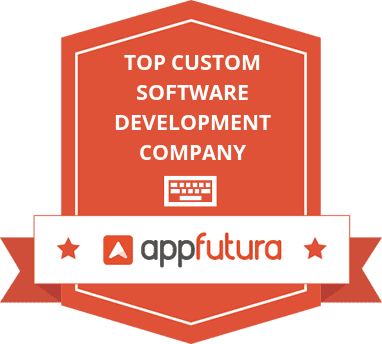 TOP CUSTOM
SOFTWARE
DEVELOPMENT
COMPANY
appfutura